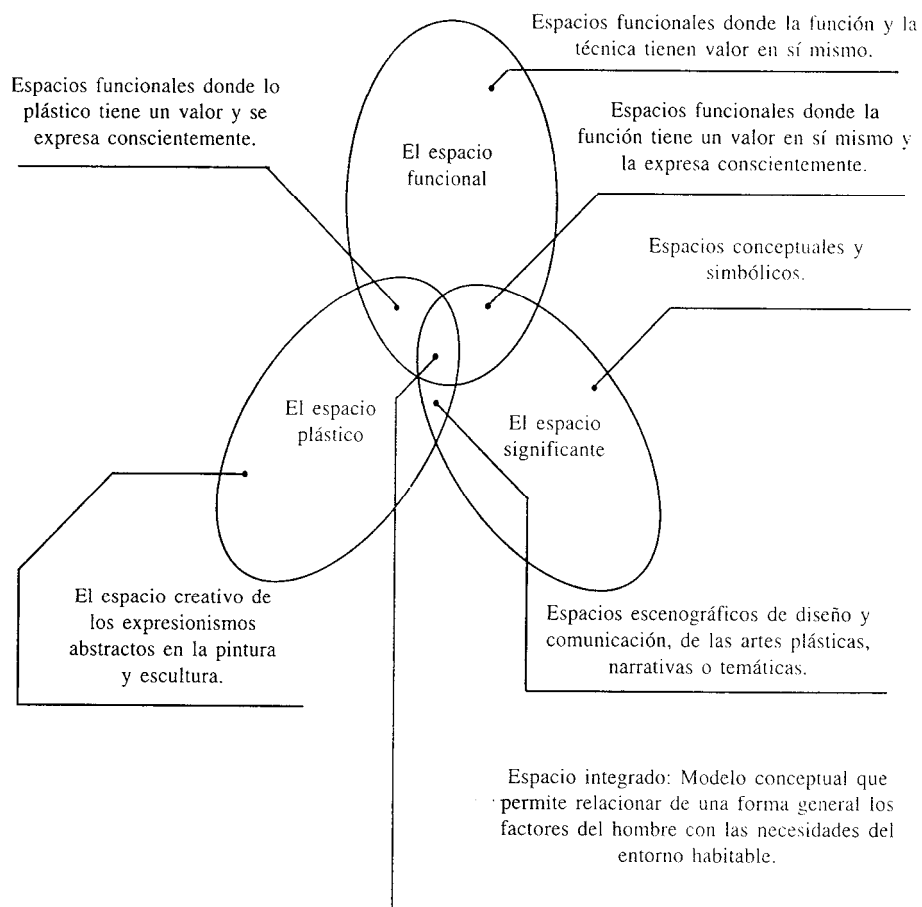 Espacios funcionales donde la función y la
técnica tienen valor en sí mismo.
Espacios funcionales donde lo
plástico tiene un valor y se
expresa conscientemente.
Espacios funcionales donde la
función tiene un valor en sí mismo y
la expresa conscientemente.
El espacio
funcional
Espacios conceptuales y
simbólicos.
El espacio
plástico
El espacio
significante
El espacio creativo de
los expresionismos
abstractos en la pintura
y escultura.
Espacios escenográficos de diseño y
comunicación, de las artes plásticas,
narrativas o temáticas.
Espacio integrado: Modelo conceptual que
permite relacionar de una forma general los
factores del hombre con las necesidades del
entorno habitable.